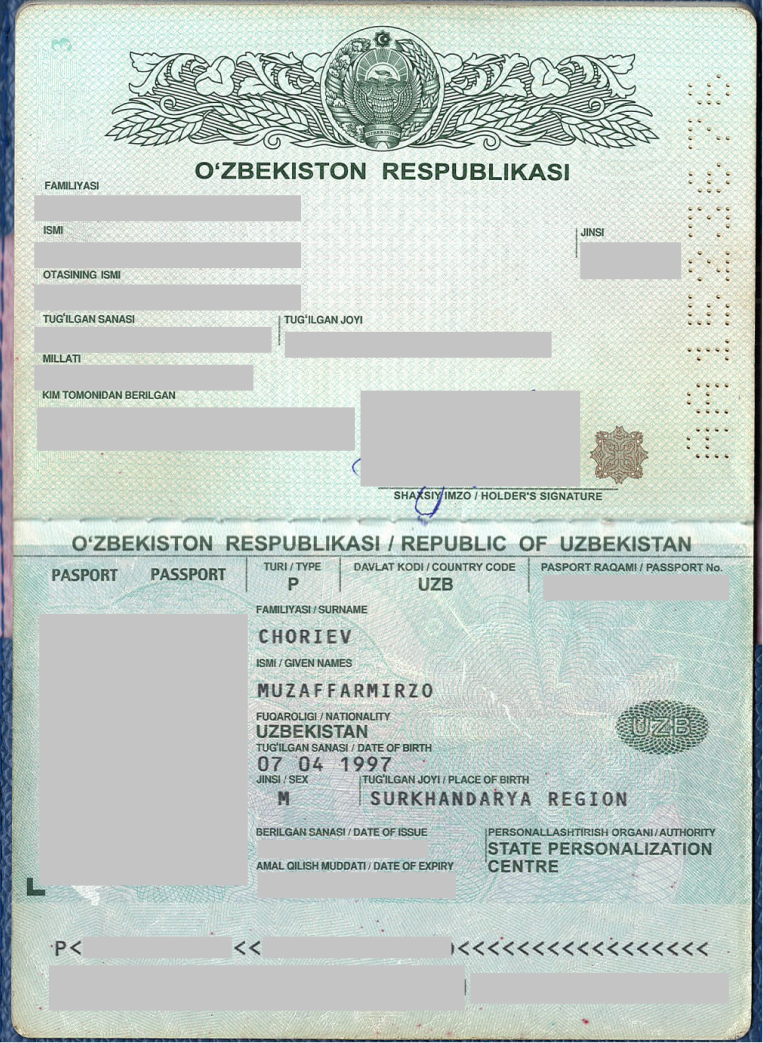 O‘ZBEKISTON RESPUBLIKASI
FAMILIYASI
ISMI
JINSI
OTASINING ISMI
TUG‘ILGAN SANASI
TUG‘ILGAN JOYI
MILLATI
KIM TOMONIDAN BERILGAN
SHAXSIY IMZO / HOLDER'S SIGNATURE
O‘ZBEKISTON RESPUBLIKASI / REPUBLIC OF UZBEKISTAN
PASPORT PASSPORT
TURI / TYPE
P
DAVLAT KODI / COUNTRY CODE
UZB
PASPORT RAQAMI / PASSPORT No.
FAMILIYASI / SURNAME
CHORIEV
ISMI / GIVEN NAMES
MUZAFFARMIRZO
FUQAROLIGI / NATIONALITY
UZBEKISTAN
TUG‘ILGAN SANASI / DATE OF BIRTH
07 04 1997
JINSI / SEX
M
TUG‘ILGAN JOYI / PLACE OF BIRTH
SURKHANDARYA REGION
UZB
BERILGAN SANASI / DATE OF ISSUE
PERSONALLASHTIRISH ORGANI / AUTHORITY
STATE PERSONALIZATION
CENTRE
AMAL QILISH MUDDATI / DATE OF EXPIRY
P< << <<<<<<<<<<<<<<<<<